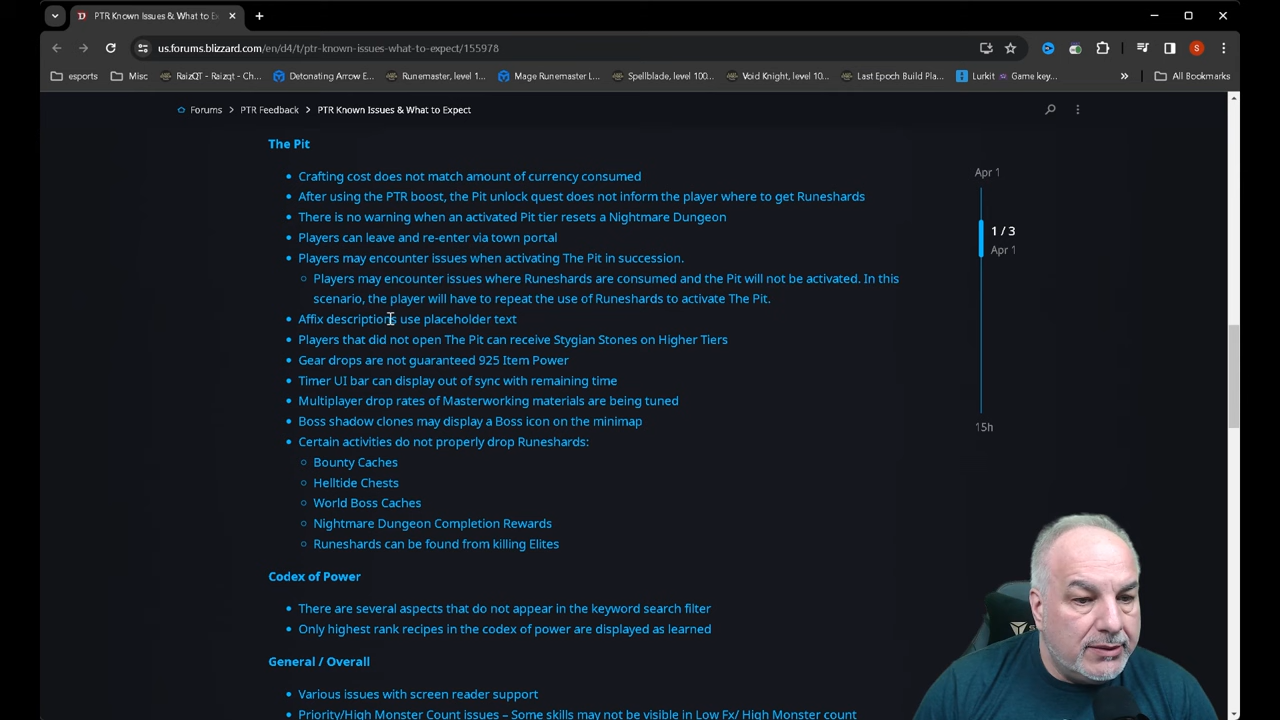 PTR Known Issues & What to Ex
us.forums.blizzard.com/en/d4/t/ptr-known-issues-what-to-expect/155978
S
esports
Misc
RaizQT - Raizqt - Ch...
Detonating Arrow E...
Runemaster, level 1...
Mage Runemaster L...
Spellblade, level 100...
Void Knight, level 10...
Last Epoch Build Pla...
Lurkit
Game key...
»
All Bookmarks
Forums > PTR Feedback > PTR Known Issues & What to Expect
The Pit
Crafting cost does not match amount of currency consumed
After using the PTR boost, the Pit unlock quest does not inform the player where to get Runeshards
There is no warning when an activated Pit tier resets a Nightmare Dungeon
Players can leave and re-enter via town portal
Players may encounter issues when activating The Pit in succession.
Players may encounter issues where Runeshards are consumed and the Pit will not be activated. In this
scenario, the player will have to repeat the use of Runeshards to activate The Pit.
Affix descriptions use placeholder text
Players that did not open The Pit can receive Stygian Stones on Higher Tiers
Gear drops are not guaranteed 925 Item Power
Timer UI bar can display out of sync with remaining time
Multiplayer drop rates of Masterworking materials are being tuned
Boss shadow clones may display a Boss icon on the minimap
Certain activities do not properly drop Runeshards:
Bounty Caches
Helltide Chests
World Boss Caches
Nightmare Dungeon Completion Rewards
Runeshards can be found from killing Elites
Codex of Power
There are several aspects that do not appear in the keyword search filter
Only highest rank recipes in the codex of power are displayed as learned
General / Overall
Various issues with screen reader support
Priority/High Monster Count issues – Some skills may not be visible in Low Fx/ High Monster count
Apr 1
1 / 3
Apr 1
15h